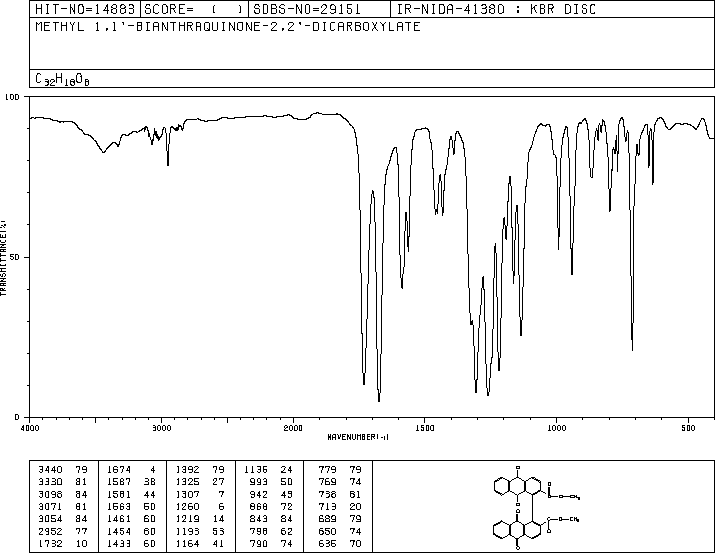 HIT-NO=14883 SCORE= ( ) SDBS-NO=29151 IR-NIDA-41380 : KBR DISC
METHYL 1,1'-BIANTHRAQUINONE-2,2'-DICARBOXYLATE
C32H18O8
100
50
0
TRANSMITTANCE(%)
4000 3000 2000 1500 1000 500
WAVENUMBER(-1)
3440 79 1674 4 1392 79 1136 24 779 79
3330 81 1587 38 1325 27 993 50 769 74
3098 84 1581 44 1307 7 942 43 738 81
3071 81 1563 60 1260 6 868 72 713 20
3054 84 1461 60 1219 14 843 84 689 79
2952 77 1454 60 1193 53 798 62 650 74
1732 10 1433 60 1164 41 790 74 636 70